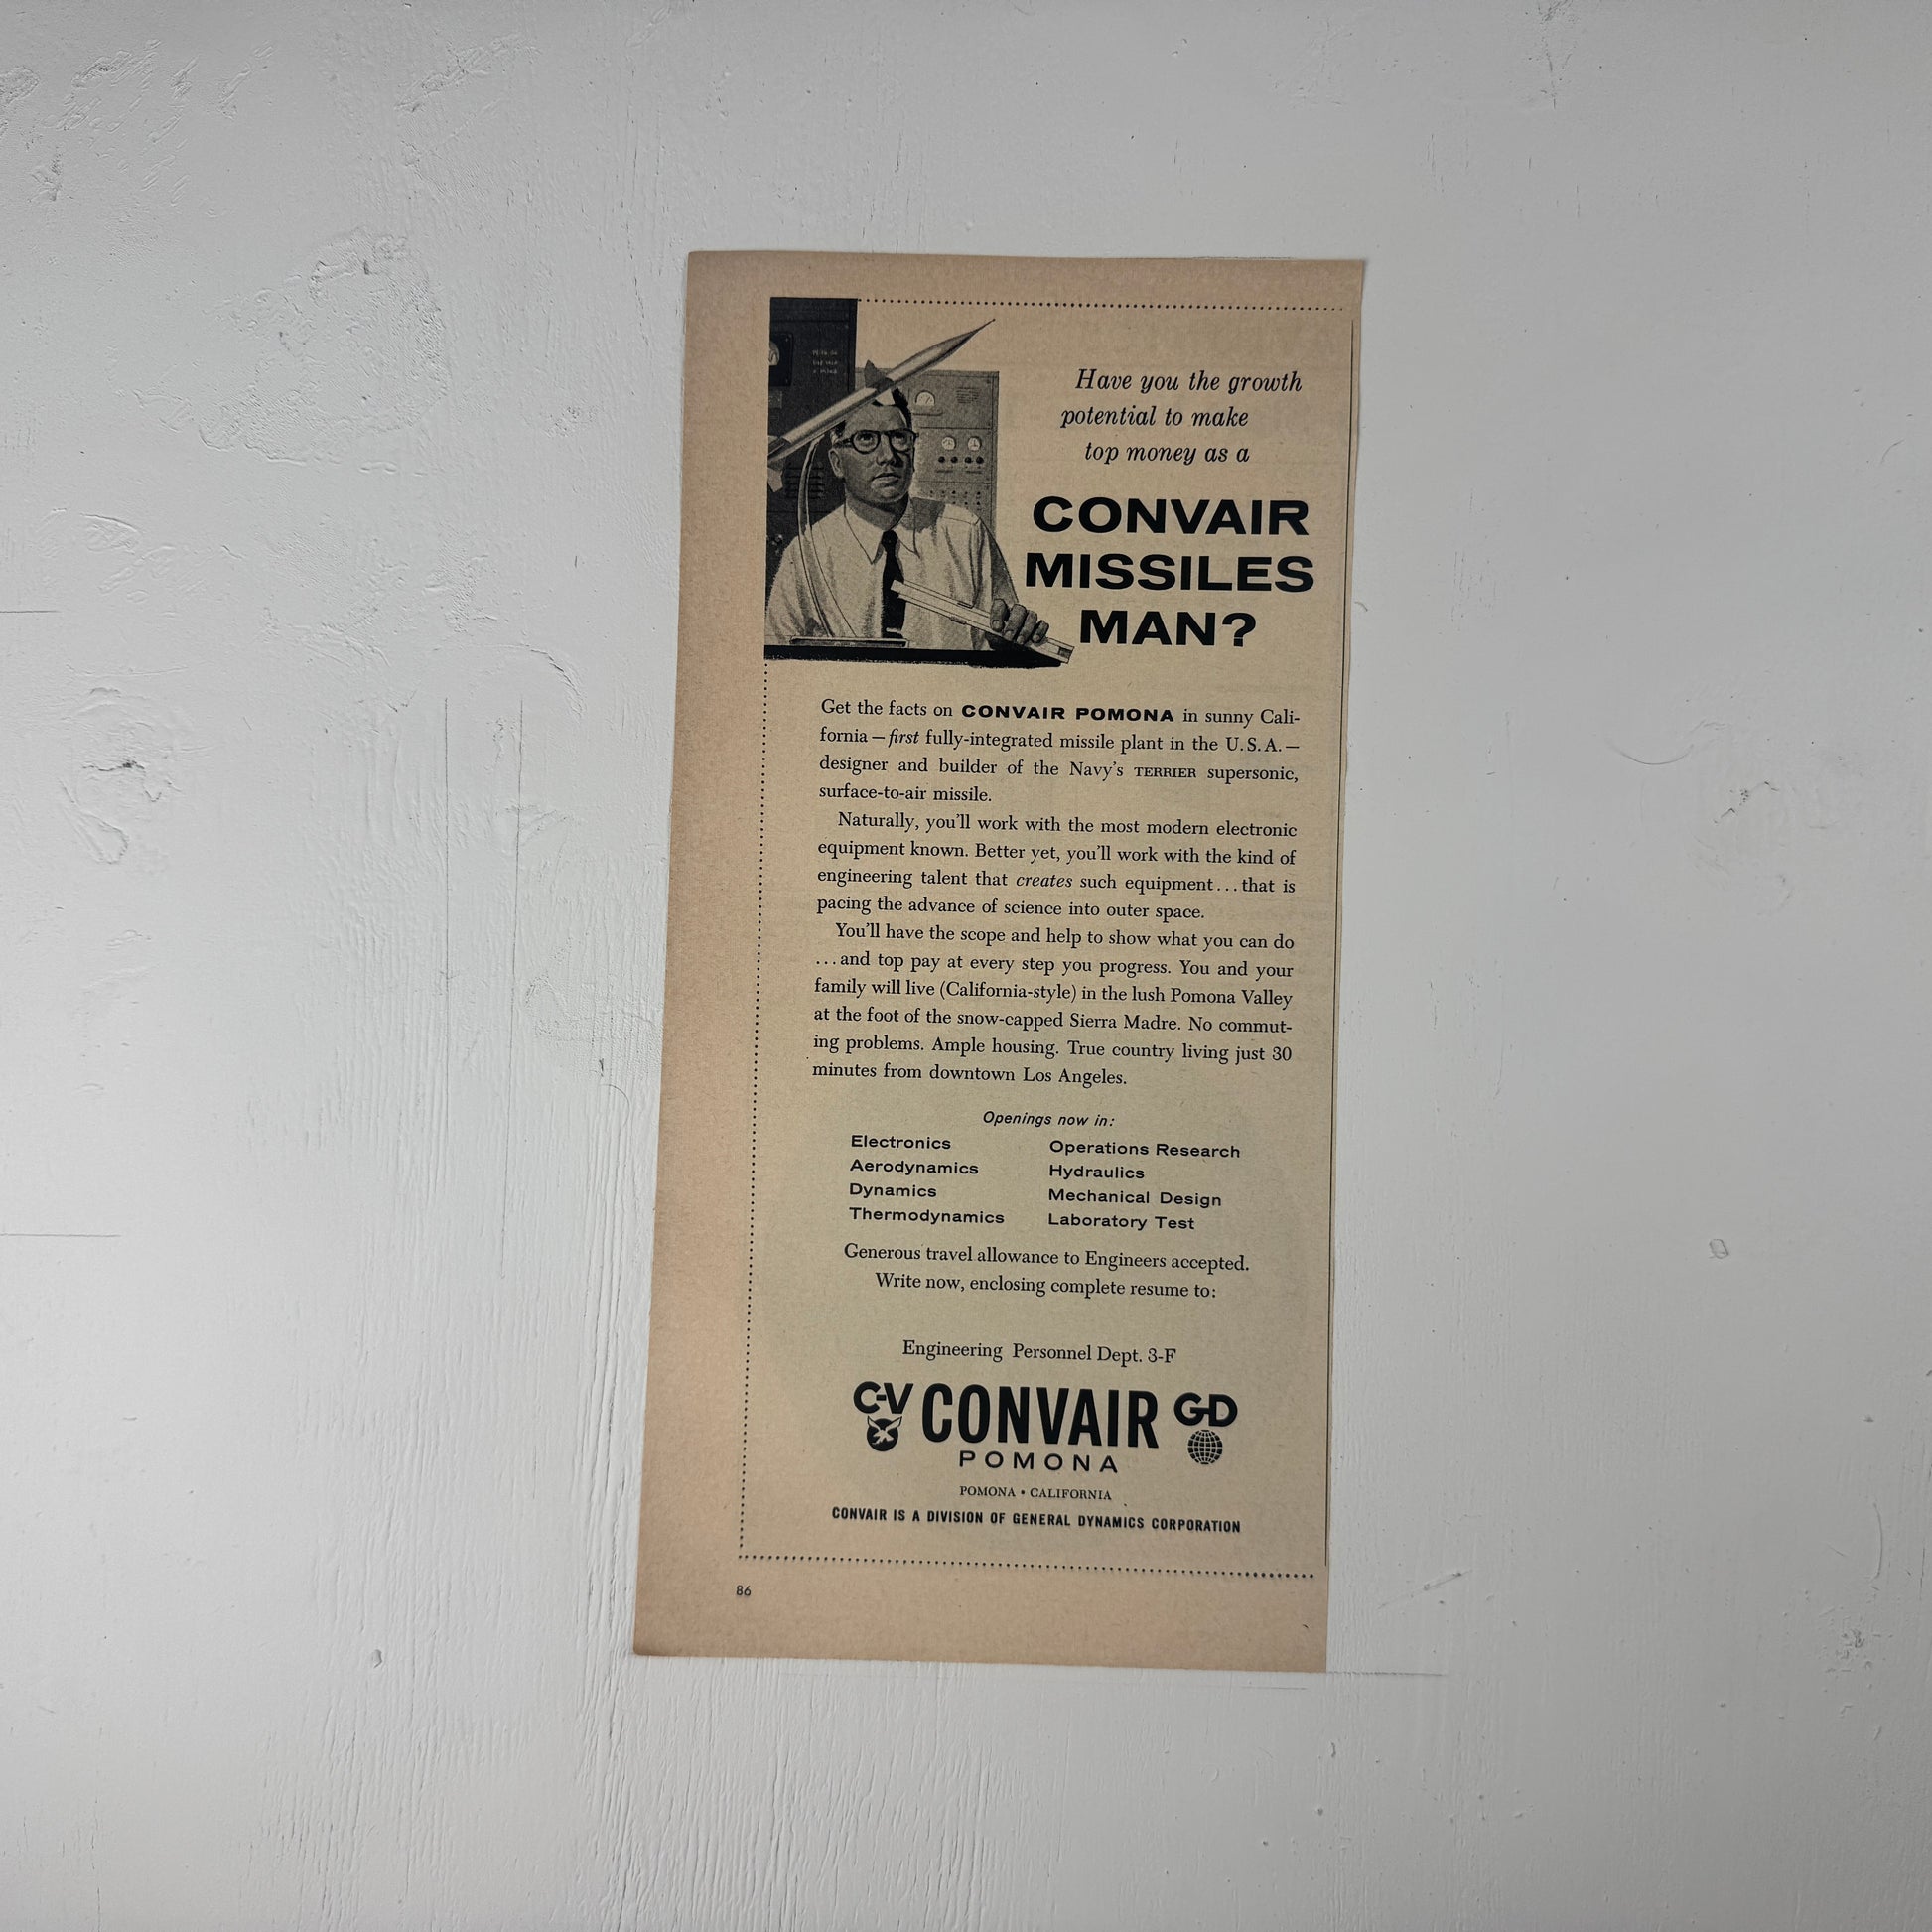 Have you the growth
potential to make
top money as a
CONVAIR
MISSILES
MAN?
Get the facts on CONVAIR POMONA in sunny Cali-
fornia—first fully-integrated missile plant in the U.S.A.—
designer and builder of the Navy's TERRIER supersonic,
surface-to-air missile.
Naturally, you'll work with the most modern electronic
equipment known. Better yet, you'll work with the kind of
engineering talent that creates such equipment...that is
pacing the advance of science into outer space.
You'll have the scope and help to show what you can do
...and top pay at every step you progress. You and your
family will live (California-style) in the lush Pomona Valley
at the foot of the snow-capped Sierra Madre. No commut-
ing problems. Ample housing. True country living just 30
minutes from downtown Los Angeles.
Openings now in:
Electronics
Aerodynamics
Dynamics
Thermodynamics
Operations Research
Hydraulics
Mechanical Design
Laboratory Test
Generous travel allowance to Engineers accepted.
Write now, enclosing complete resume to:
Engineering Personnel Dept. 3-F
C-V CONVAIR GD
POMONA
POMONA • CALIFORNIA
CONVAIR IS A DIVISION OF GENERAL DYNAMICS CORPORATION
86